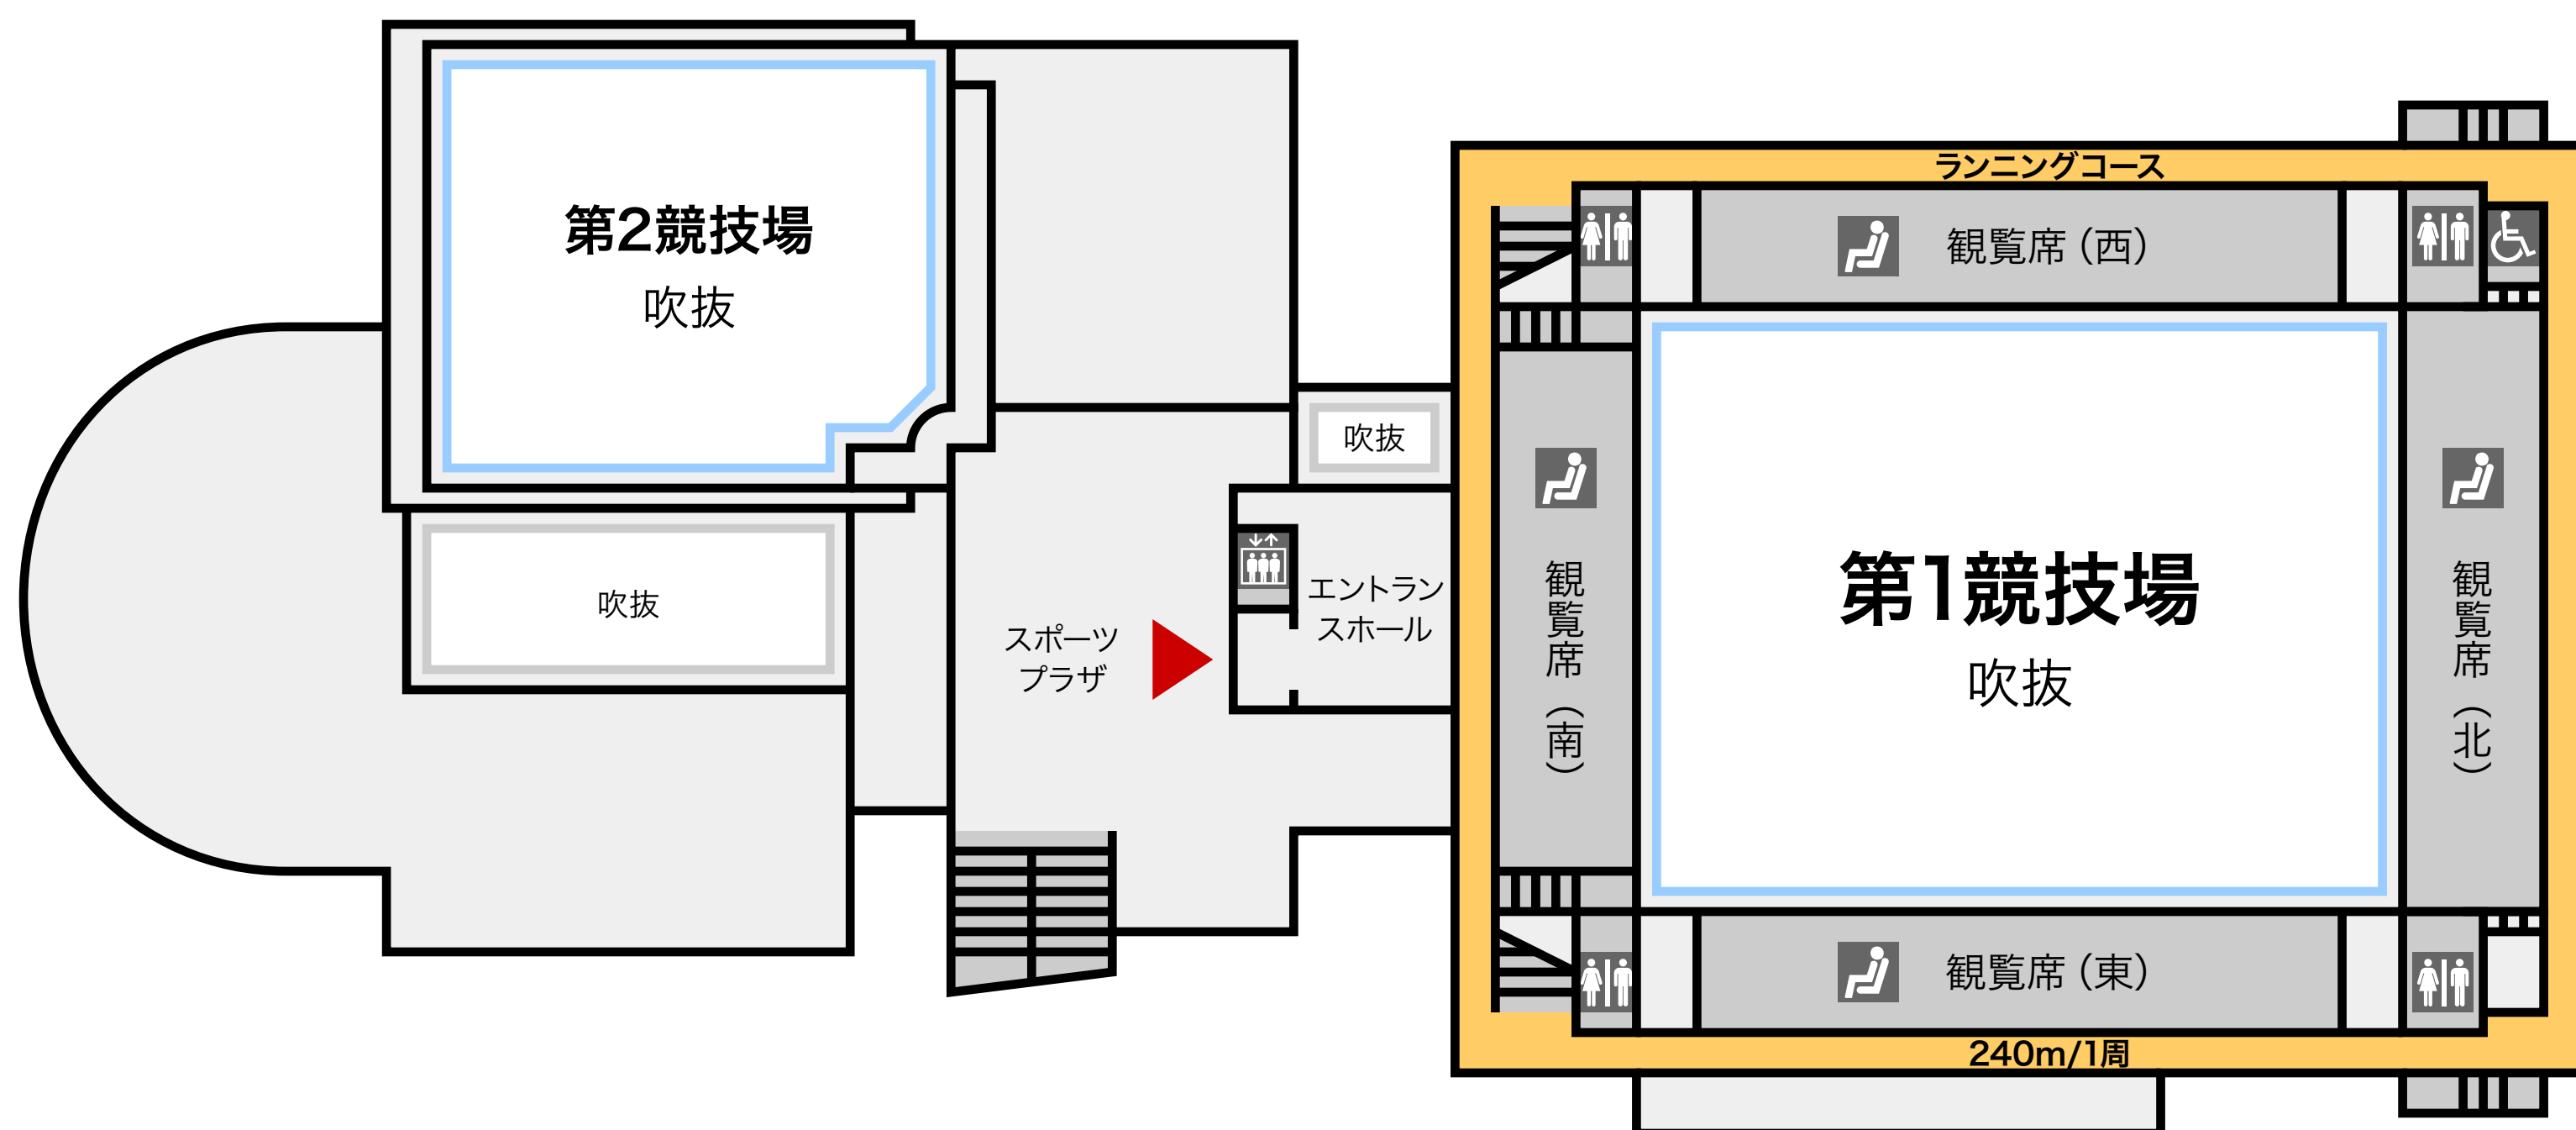 第2競技場
吹抜
吹抜
スポーツ
プラザ
吹抜
エントラン
スホール
ランニングコース
観覧席（西）
観覧席（南）
第1競技場
吹抜
観覧席（北）
観覧席（東）
240m/1周